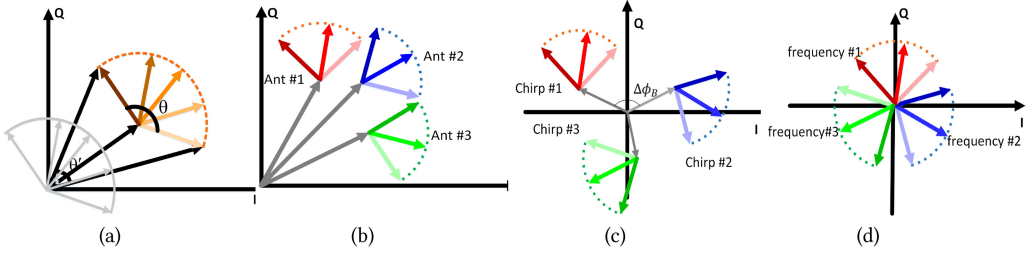 Q
θ
θ′
I
(a)
Q
Ant #1
Ant #2
Ant #3
(b)
Q
Chirp #1
Δϕ_B
I
Chirp #3
Chirp #2
(c)
Q
frequency #1
I
frequency#3
frequency #2
(d)